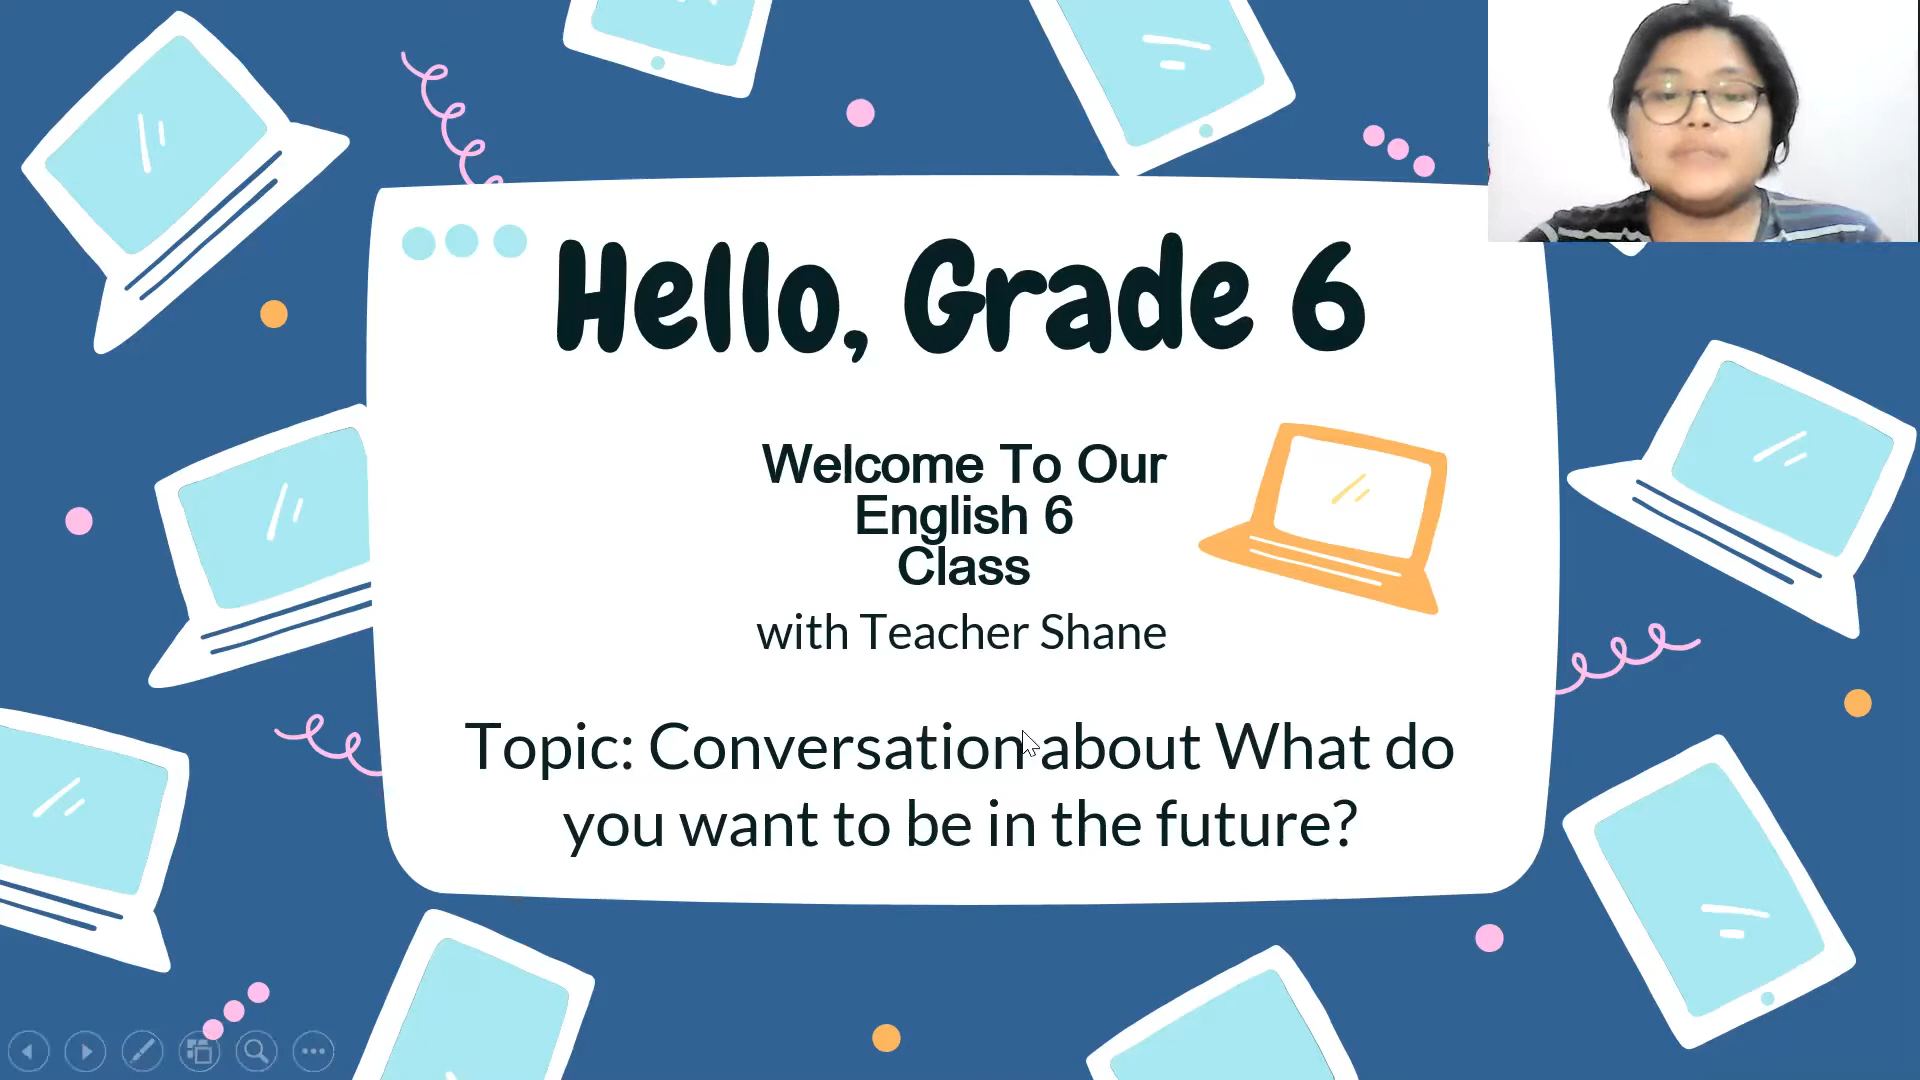 Hello, Grade 6
Welcome To Our
English 6
Class
with Teacher Shane
Topic: Conversation about What do
you want to be in the future?